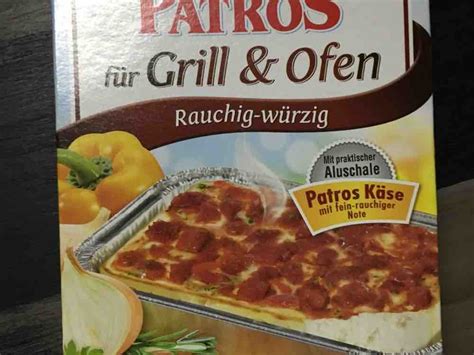 PATROS
für Grill & Ofen
Rauchig-würzig
Mit praktischer
Aluschale
Patros Käse
mit fein-rauchiger
Note